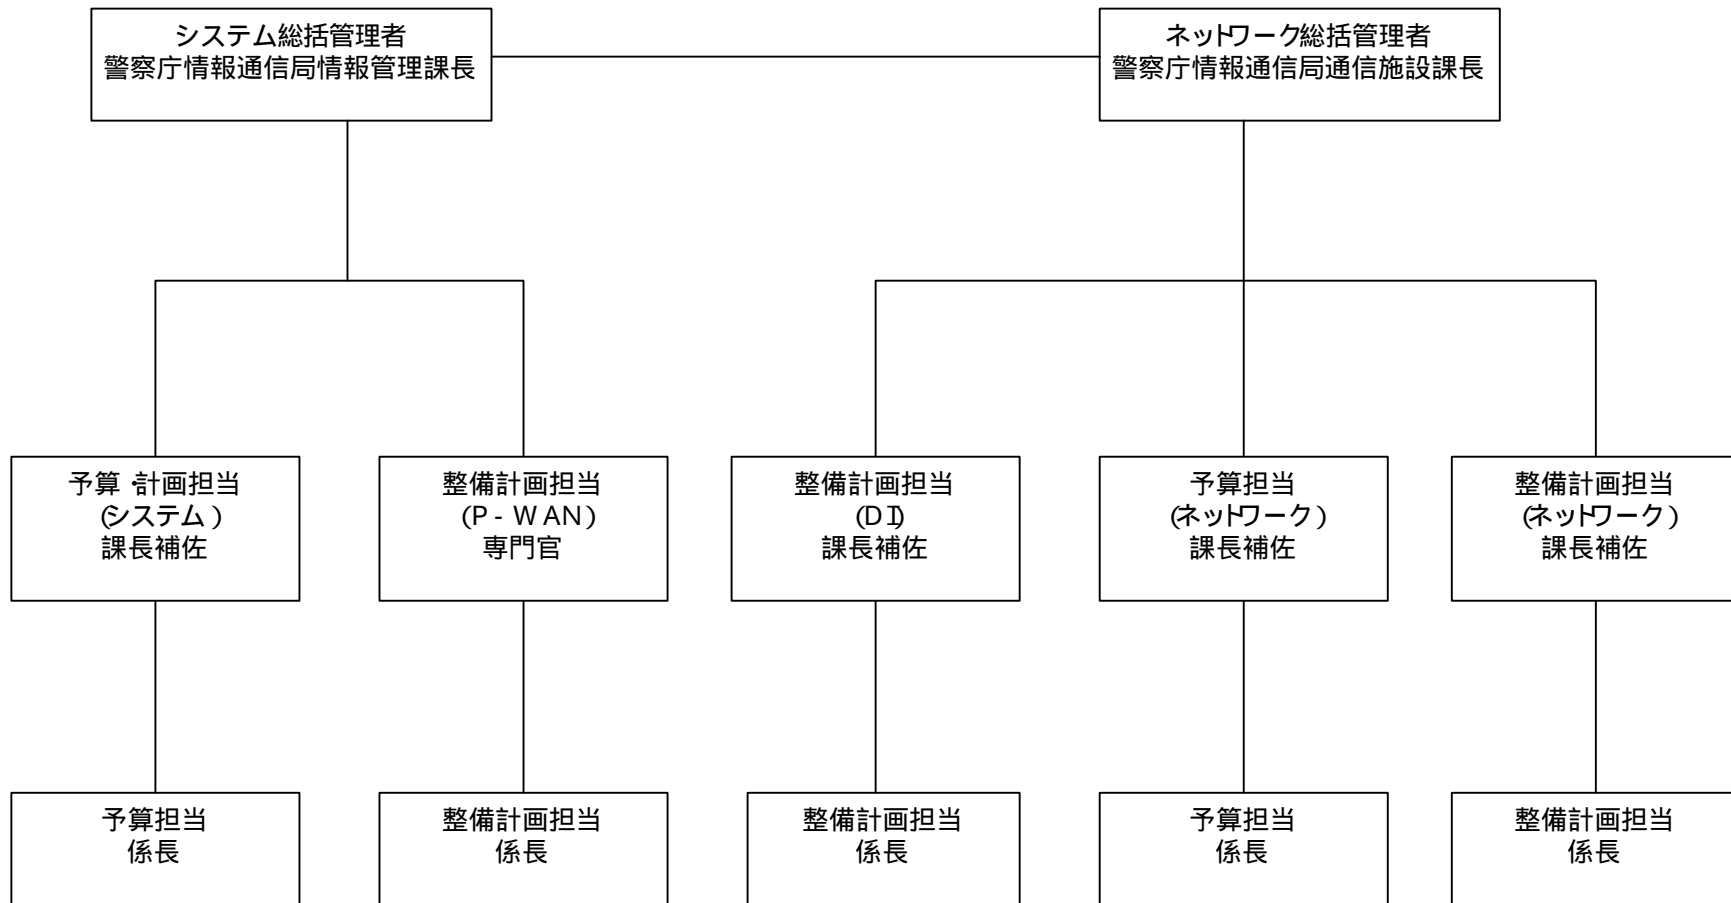 システム総括管理者
警察庁情報通信局情報管理課長
ネットワーク総括管理者
警察庁情報通信局通信施設課長
予算・計画担当
(システム)
課長補佐
整備計画担当
(P-WAN)
専門官
整備計画担当
(DI)
課長補佐
予算担当
(ネットワーク)
課長補佐
整備計画担当
(ネットワーク)
課長補佐
予算担当
係長
整備計画担当
係長
整備計画担当
係長
予算担当
係長
整備計画担当
係長